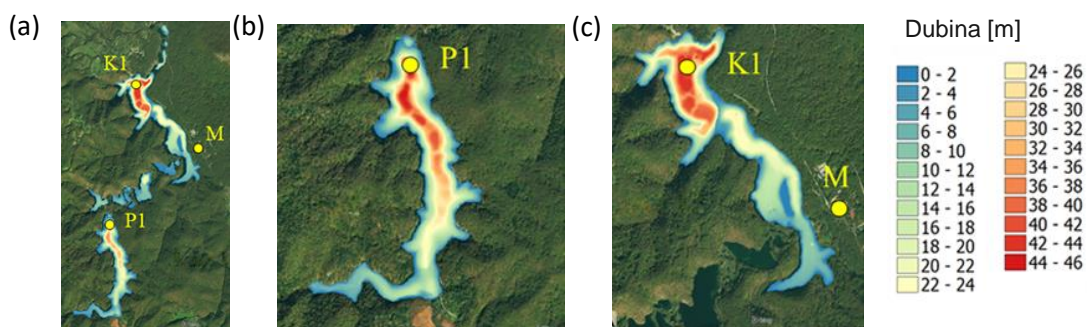 (a)
K1
M
P1
(b)
P1
(c)
K1
M
Dubina [m]
0 - 2
2 - 4
4 - 6
6 - 8
8 - 10
10 - 12
12 - 14
14 - 16
16 - 18
18 - 20
20 - 22
22 - 24
24 - 26
26 - 28
28 - 30
30 - 32
32 - 34
34 - 36
36 - 38
38 - 40
40 - 42
42 - 44
44 - 46